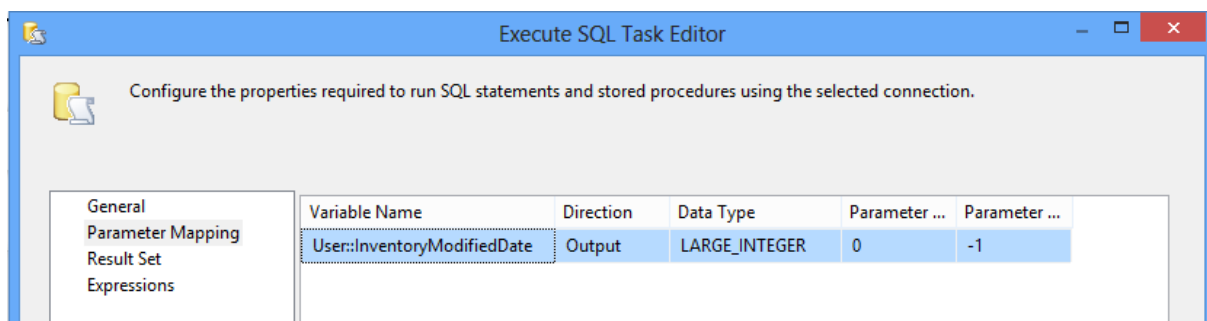 Execute SQL Task Editor
Configure the properties required to run SQL statements and stored procedures using the selected connection.
General
Parameter Mapping
Result Set
Expressions
Variable Name Direction Data Type Parameter ... Parameter ...
User::InventoryModifiedDate Output LARGE_INTEGER 0 -1